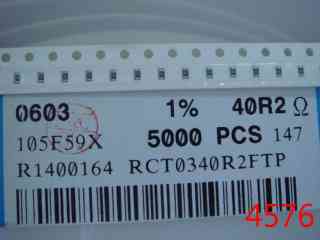 0603 1% 40R2 Ω
105F59X 5000 PCS 147
R1400164 RCT0340R2FTP
4576